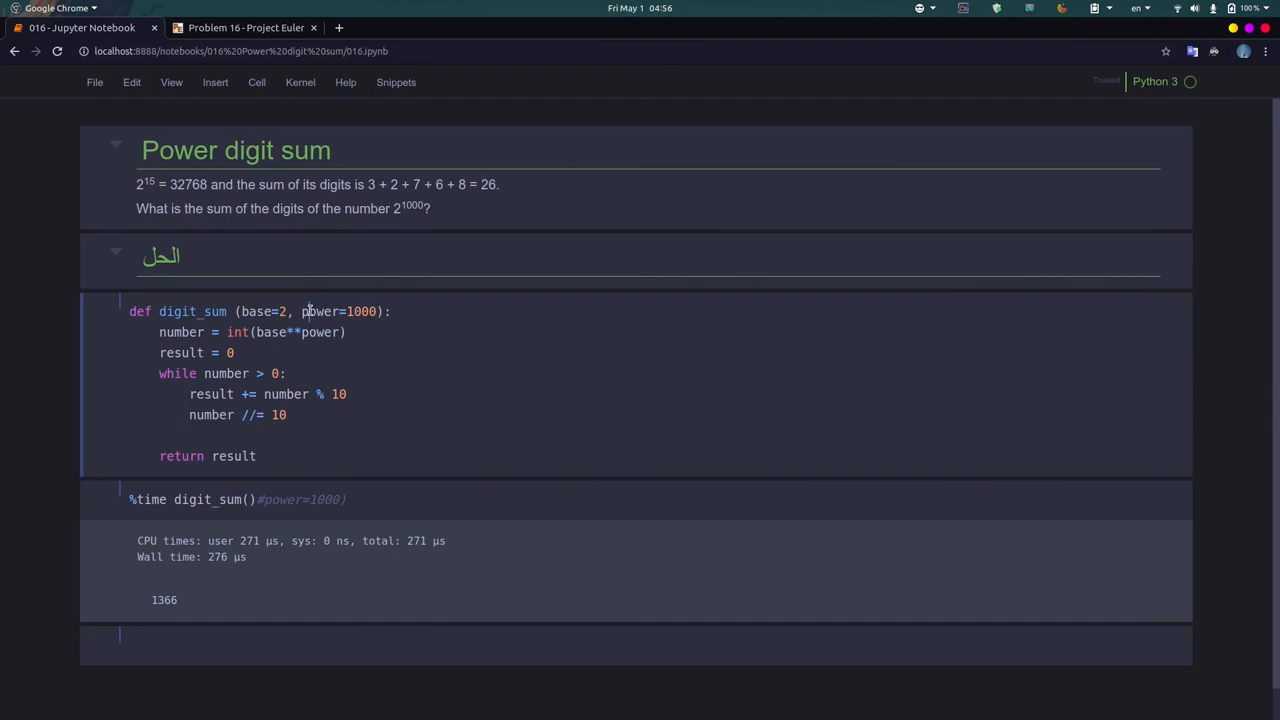 Google Chrome
Fri May 1 04:56
en
100 %
016 - Jupyter Notebook
Problem 16 - Project Euler
localhost:8888/notebooks/016%20Power%20digit%20sum/016.ipynb
File Edit View Insert Cell Kernel Help Snippets
Trusted
Python 3
Power digit sum
2¹⁵ = 32768 and the sum of its digits is 3 + 2 + 7 + 6 + 8 = 26.
What is the sum of the digits of the number 2¹⁰⁰⁰?
الحل
def digit_sum (base=2, power=1000):
    number = int(base**power)
    result = 0
    while number > 0:
        result += number % 10
        number //= 10
    return result
%time digit_sum()#power=1000)
CPU times: user 271 µs, sys: 0 ns, total: 271 µs
Wall time: 276 µs
1366